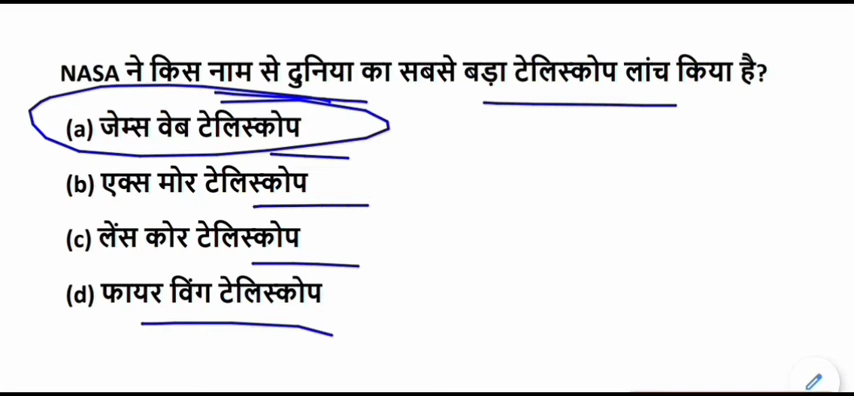 NASA ने किस नाम से दुनिया का सबसे बड़ा टेलिस्कोप लांच किया है?
(a) जेम्स वेब टेलिस्कोप
(b) एक्स मोर टेलिस्कोप
(c) लेंस कोर टेलिस्कोप
(d) फायर विंग टेलिस्कोप